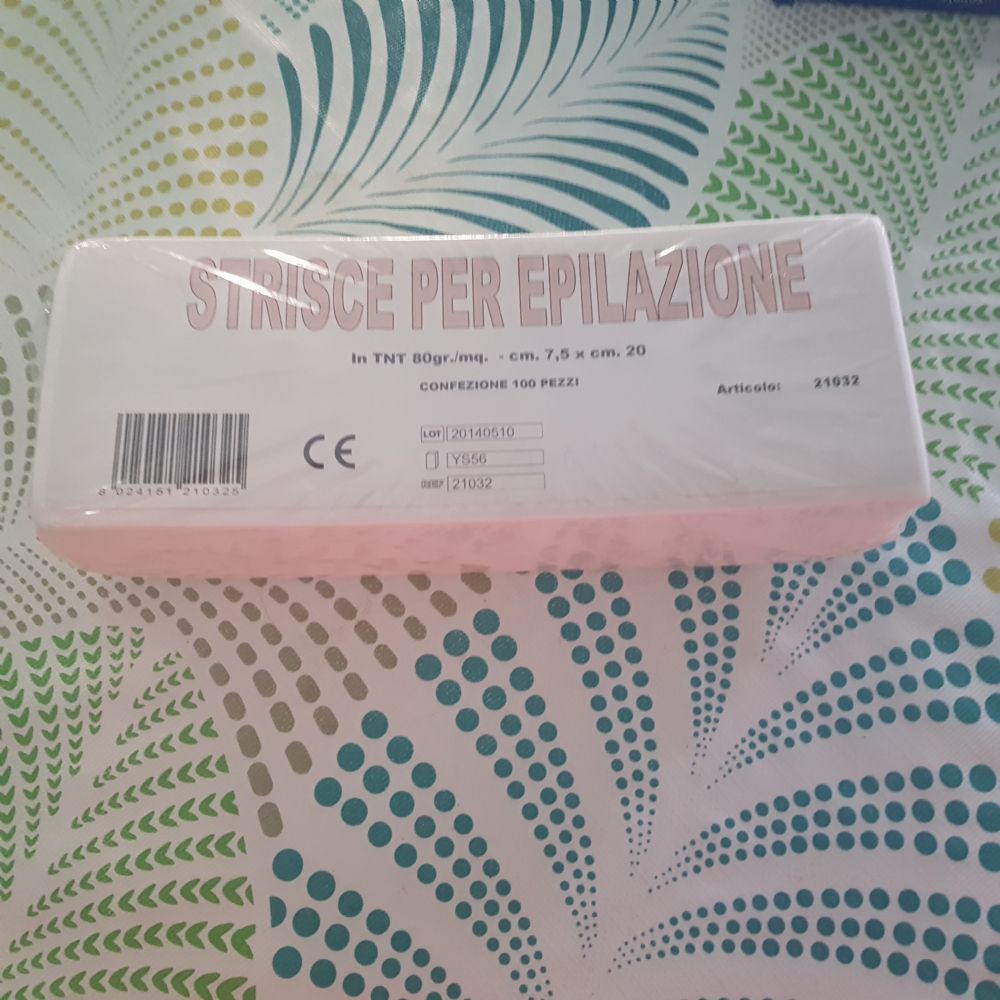 STRISCE PER EPILAZIONE
In TNT 80gr./mq. - cm. 7,5 x cm. 20
CONFEZIONE 100 PEZZI
Articolo: 21032
CE
LOT 20140510
YS56
REF 21032
8 024151 210325